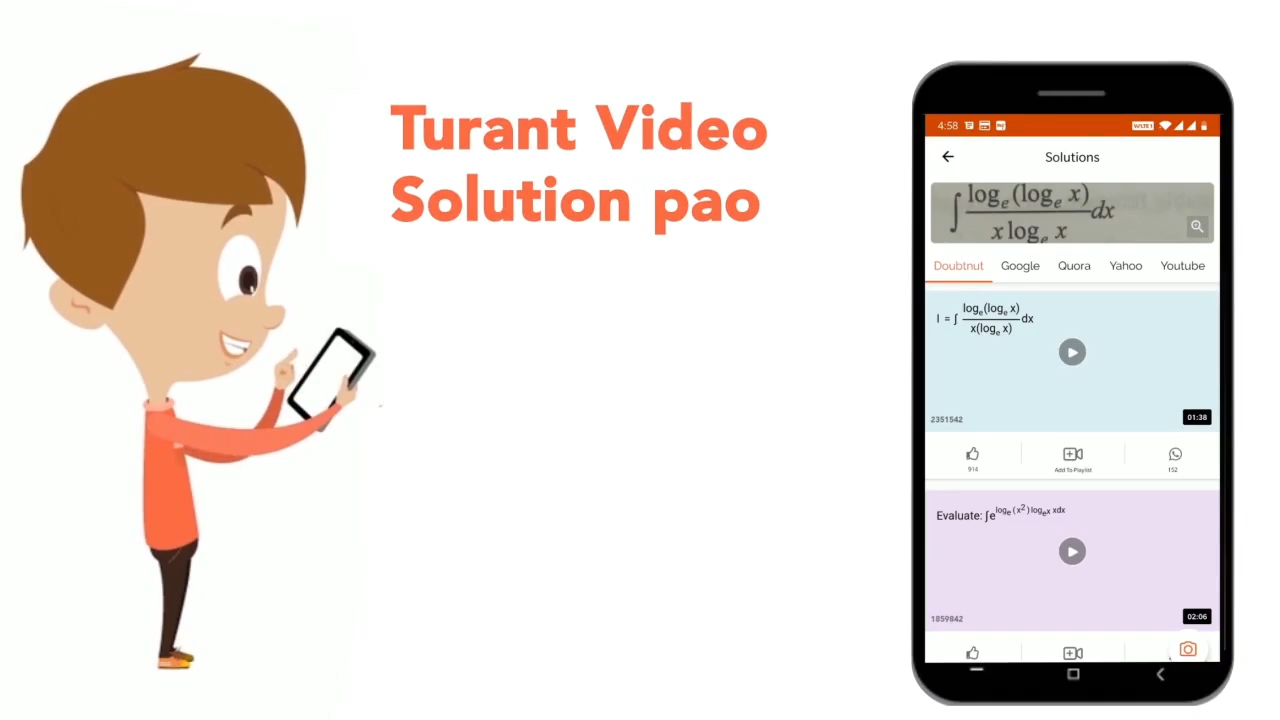 Turant Video
Solution pao
4:58
VoLTE1
Solutions
∫ logₑ(logₑ x) / x logₑ x dx
Doubtnut Google Quora Yahoo Youtube
I = ∫ logₑ(logₑ x) / x(logₑ x) dx
2351542 01:38
914 Add To Playlist 152
Evaluate: ∫e^logₑ(x²)logₑx xdx
1859842 02:06